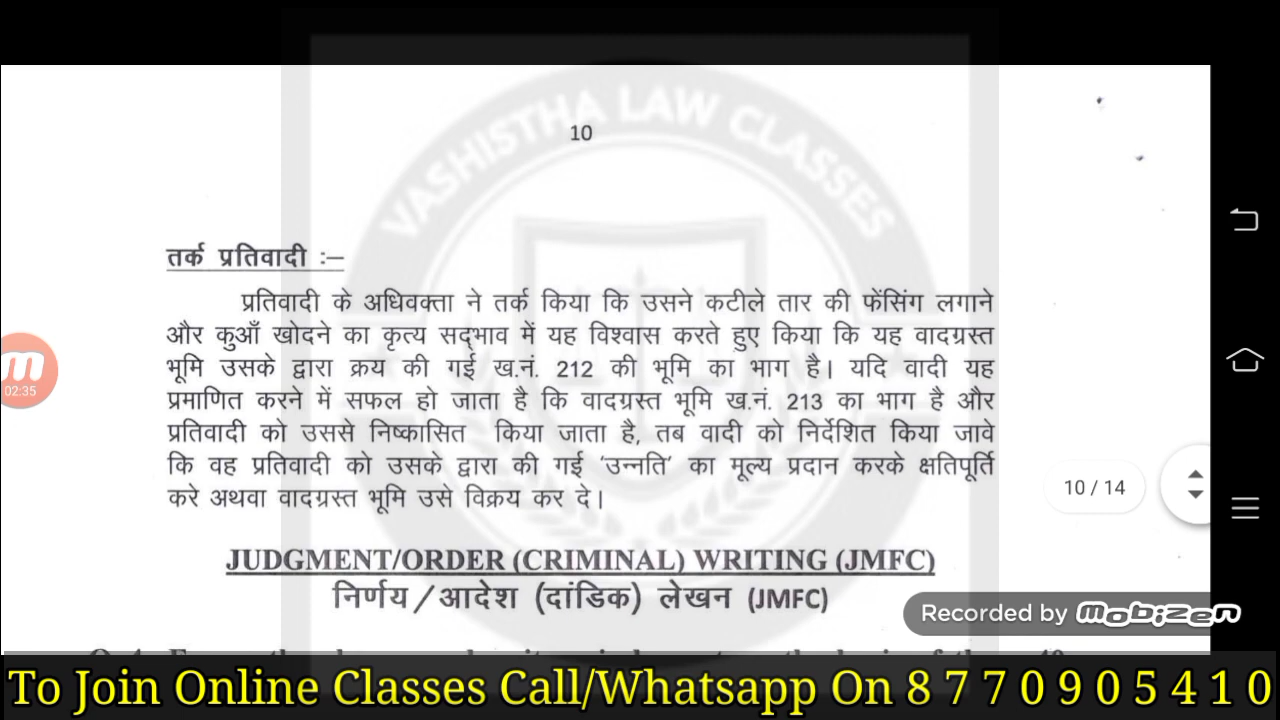 VASHISTHA LAW CLASSES
10
तर्क प्रतिवादी :–
प्रतिवादी के अधिवक्ता ने तर्क किया कि उसने कटीले तार की फेंसिंग लगाने
और कुआँ खोदने का कृत्य सद्भाव में यह विश्वास करते हुए किया कि यह वादग्रस्त
भूमि उसके द्वारा क्रय की गई ख.नं. 212 की भूमि का भाग है। यदि वादी यह
प्रमाणित करने में सफल हो जाता है कि वादग्रस्त भूमि ख.नं. 213 का भाग है और
प्रतिवादी को उससे निष्कासित किया जाता है, तब वादी को निर्देशित किया जावे
कि वह प्रतिवादी को उसके द्वारा की गई 'उन्नति' का मूल्य प्रदान करके क्षतिपूर्ति
करे अथवा वादग्रस्त भूमि उसे विक्रय कर दे।
JUDGMENT/ORDER (CRIMINAL) WRITING (JMFC)
निर्णय/आदेश (दांडिक) लेखन (JMFC)
02:35
10 / 14
Recorded by Mobizen
To Join Online Classes Call/Whatsapp On 8 7 7 0 9 0 5 4 1 0